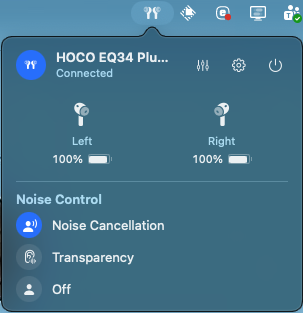 HOCO EQ34 Plu...
Connected
Left
Right
100%
100%
Noise Control
Noise Cancellation
Transparency
Off